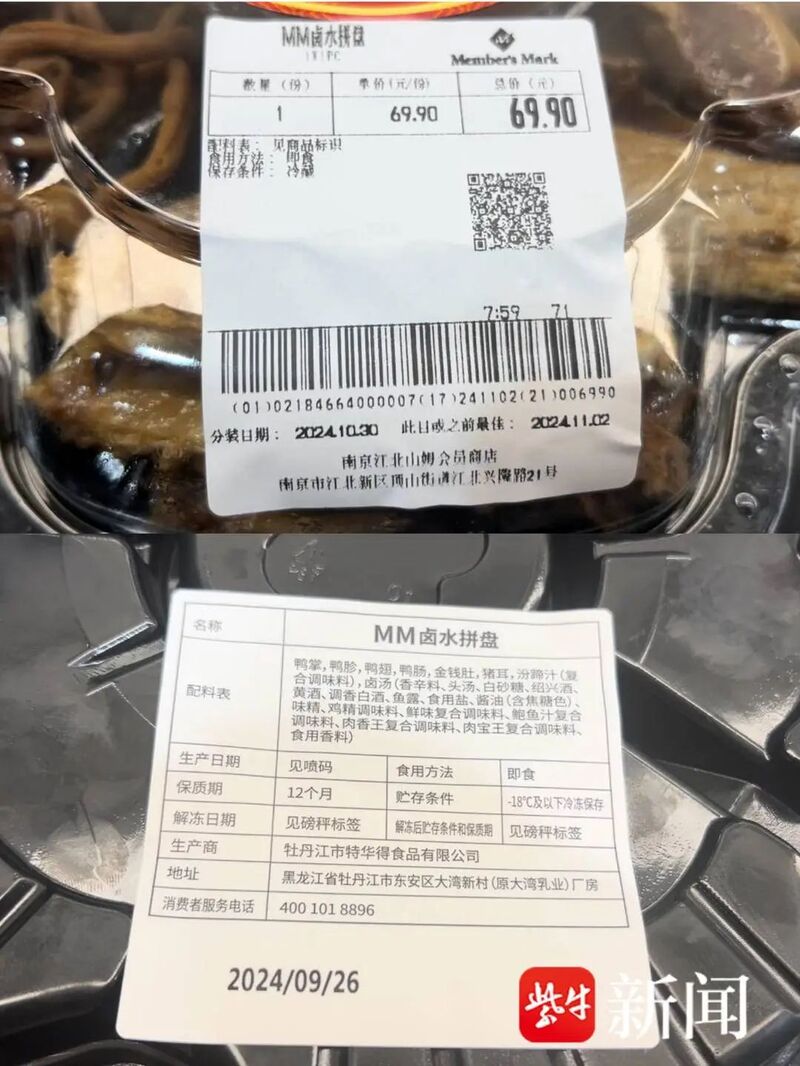 MM卤水拼盘
Member's Mark
数量（份） 单价(元/份) 总价（元）
1 69.90 69.90
配料表： 见商品标识
食用方法： 即食
保存条件： 冷藏
7:59 71
(01)02184664000007(17)241102(21)006990
分装日期： 2024.10.30 此日或之前最佳： 2024.11.02
南京江北山姆会员商店
南京市江北新区顶山街道江北兴隆路21号
名称 MM卤水拼盘
配料表
鸭掌,鸭胗,鸭翅,鸭肠,金钱肚,猪耳,汾蹄汁(复
合调味料),卤汤(香辛料、头汤、白砂糖、绍兴酒、
黄酒、调香白酒、鱼露、食用盐、酱油(含焦糖色)、
味精、鸡精调味料、鲜味复合调味料、鲍鱼汁复合
调味料、肉香王复合调味料、肉宝王复合调味料、
食用香料)
生产日期 见喷码 食用方法 即食
保质期 12个月 贮存条件 -18℃及以下冷冻保存
解冻日期 见磅秤标签 解冻后贮存条件和保质期 见磅秤标签
生产商 牡丹江市特华得食品有限公司
地址 黑龙江省牡丹江市东安区大湾新村(原大湾乳业)厂房
消费者服务电话 400 101 8896
2024/09/26
紫牛新闻